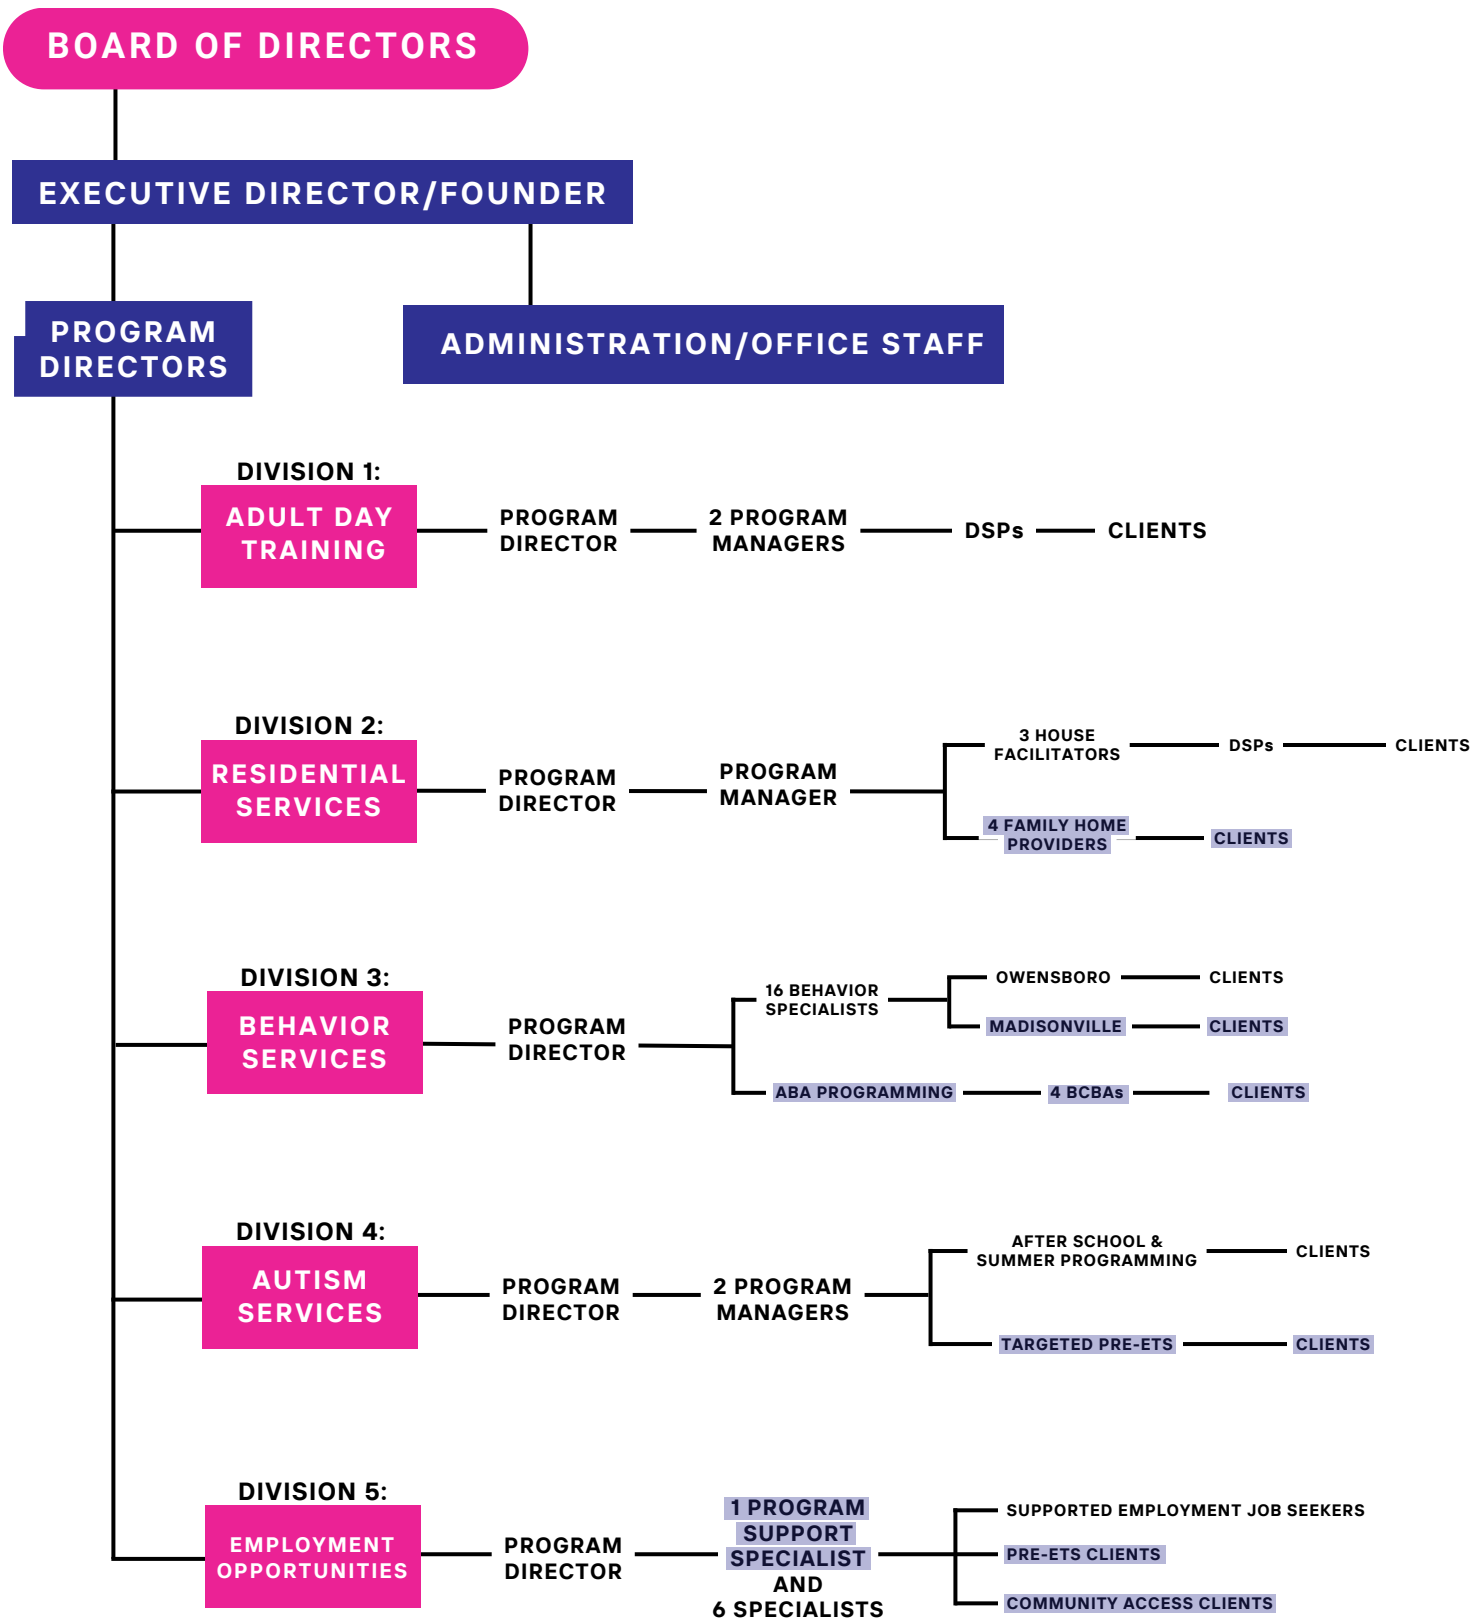 BOARD OF DIRECTORS
EXECUTIVE DIRECTOR/FOUNDER
PROGRAM
DIRECTORS
ADMINISTRATION/OFFICE STAFF
DIVISION 1:
ADULT DAY
TRAINING
PROGRAM
DIRECTOR
2 PROGRAM
MANAGERS
DSPs
CLIENTS
DIVISION 2:
RESIDENTIAL
SERVICES
PROGRAM
DIRECTOR
PROGRAM
MANAGER
3 HOUSE
FACILITATORS
DSPs
CLIENTS
4 FAMILY HOME
PROVIDERS
CLIENTS
DIVISION 3:
BEHAVIOR
SERVICES
PROGRAM
DIRECTOR
16 BEHAVIOR
SPECIALISTS
OWENSBORO
CLIENTS
MADISONVILLE
CLIENTS
ABA PROGRAMMING
4 BCBAs
CLIENTS
DIVISION 4:
AUTISM
SERVICES
PROGRAM
DIRECTOR
2 PROGRAM
MANAGERS
AFTER SCHOOL &
SUMMER PROGRAMMING
CLIENTS
TARGETED PRE-ETS
CLIENTS
DIVISION 5:
EMPLOYMENT
OPPORTUNITIES
PROGRAM
DIRECTOR
1 PROGRAM
SUPPORT
SPECIALIST
AND
6 SPECIALISTS
SUPPORTED EMPLOYMENT JOB SEEKERS
PRE-ETS CLIENTS
COMMUNITY ACCESS CLIENTS